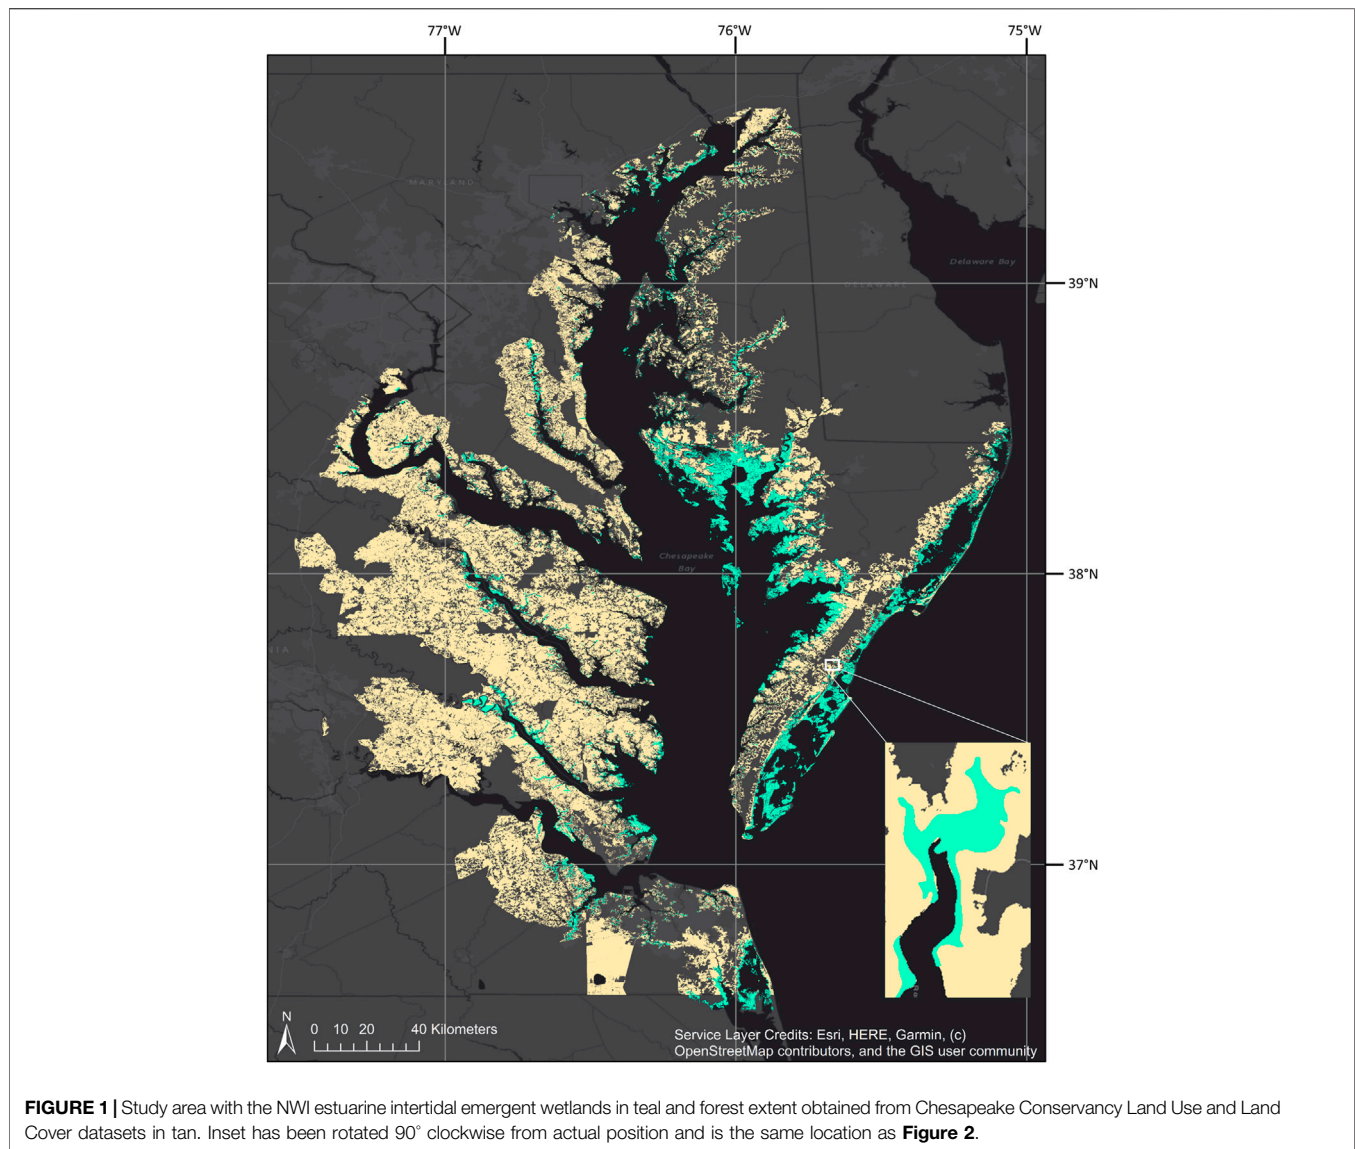 77°W 76°W 75°W
MARYLAND
Delaware Bay
39°N
DELAWARE
Chesapeake
Bay
38°N
NIA
37°N
N
0 10 20 40 Kilometers
Service Layer Credits: Esri, HERE, Garmin, (c)
OpenStreetMap contributors, and the GIS user community
FIGURE 1 | Study area with the NWI estuarine intertidal emergent wetlands in teal and forest extent obtained from Chesapeake Conservancy Land Use and Land
Cover datasets in tan. Inset has been rotated 90° clockwise from actual position and is the same location as Figure 2.